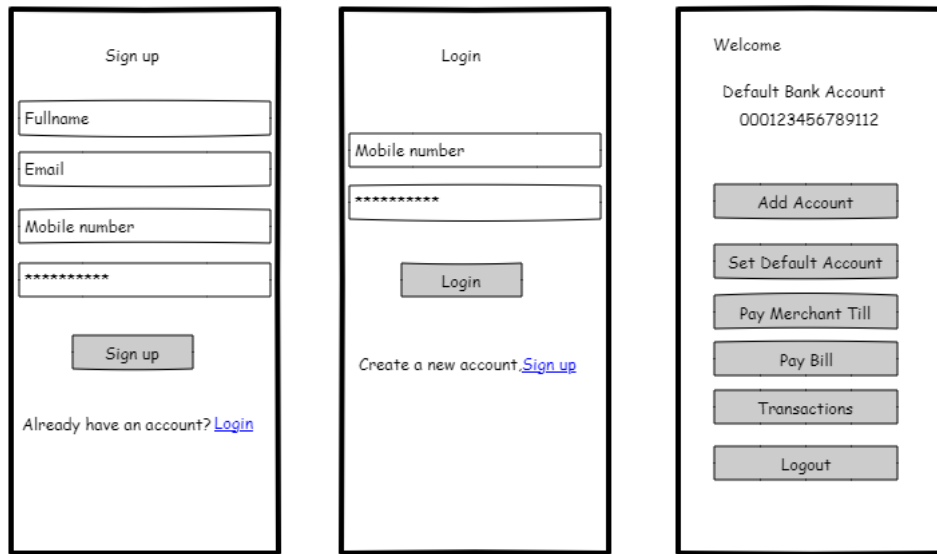 Sign up
Fullname
Email
Mobile number
**********
Sign up
Already have an account? Login
Login
Mobile number
**********
Login
Create a new account,Sign up
Welcome
Default Bank Account
000123456789112
Add Account
Set Default Account
Pay Merchant Till
Pay Bill
Transactions
Logout